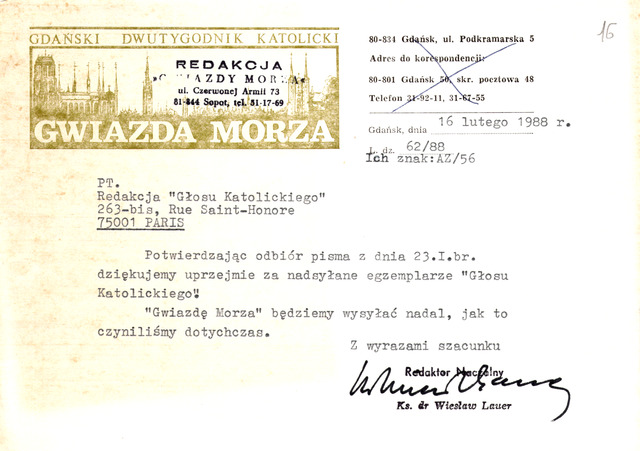 GDAŃSKI DWUTYGODNIK KATOLICKI
REDAKCJA
»GWIAZDY MORZA«
ul. Czerwonej Armii 73
81-844 Sopot, tel. 51-17-69
GWIAZDA MORZA
80-834 Gdańsk, ul. Podkramarska 5
Adres do korespondencji:
80-801 Gdańsk 50, skr. pocztowa 48
Telefon 31-92-11, 31-67-55
16
Gdańsk, dnia 16 lutego 1988 r.
L. dz. 62/88
Ich znak:AZ/56
PT.
Redakcja "Głosu Katolickiego"
263-bis, Rue Saint-Honore
75001 PARIS
Potwierdzając odbiór pisma z dnia 23.I.br.
dziękujemy uprzejmie za nadsyłane egzemplarze "Głosu
Katolickiego".
"Gwiazdę Morza" będziemy wysyłać nadal, jak to
czyniliśmy dotychczas.
Z wyrazami szacunku
Redaktor Naczelny
Ks. dr Wiesław Lauer